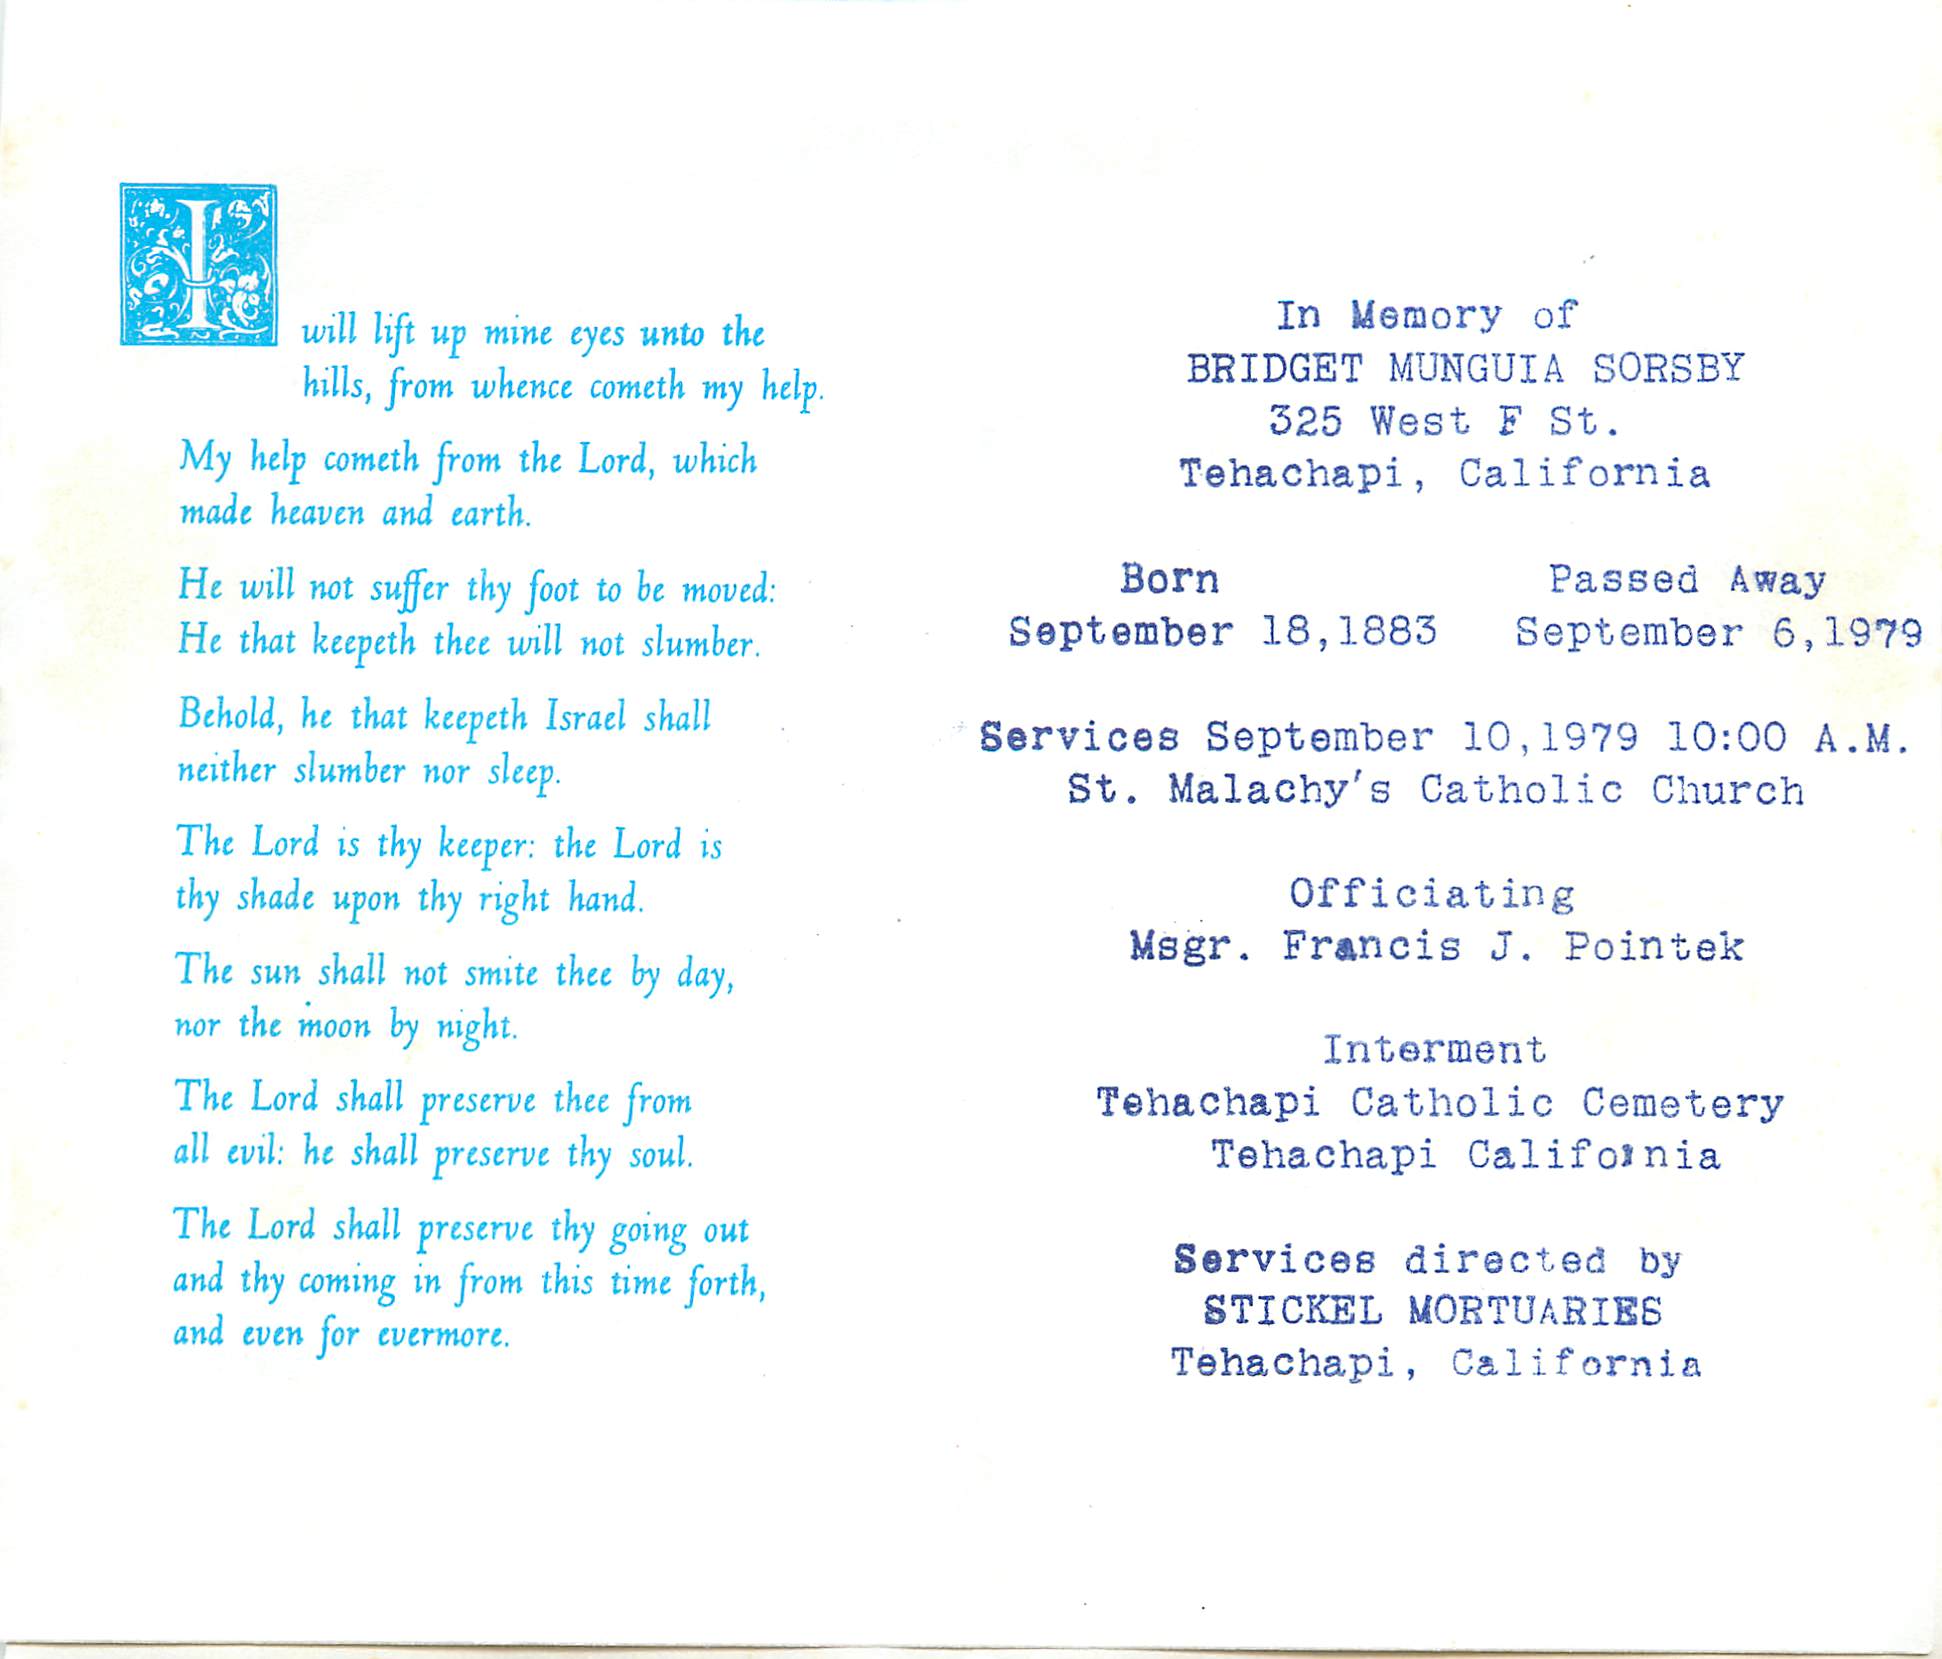 I will lift up mine eyes unto the
hills, from whence cometh my help.
My help cometh from the Lord, which
made heaven and earth.
He will not suffer thy foot to be moved:
He that keepeth thee will not slumber.
Behold, he that keepeth Israel shall
neither slumber nor sleep.
The Lord is thy keeper: the Lord is
thy shade upon thy right hand.
The sun shall not smite thee by day,
nor the moon by night.
The Lord shall preserve thee from
all evil: he shall preserve thy soul.
The Lord shall preserve thy going out
and thy coming in from this time forth,
and even for evermore.
In Memory of
BRIDGET MUNGUIA SORSBY
325 West F St.
Tehachapi, California
Born Passed Away
September 18,1883 September 6,1979
Services September 10,1979 10:00 A.M.
St. Malachy's Catholic Church
Officiating
Msgr. Francis J. Pointek
Interment
Tehachapi Catholic Cemetery
Tehachapi California
Services directed by
STICKEL MORTUARIES
Tehachapi, California